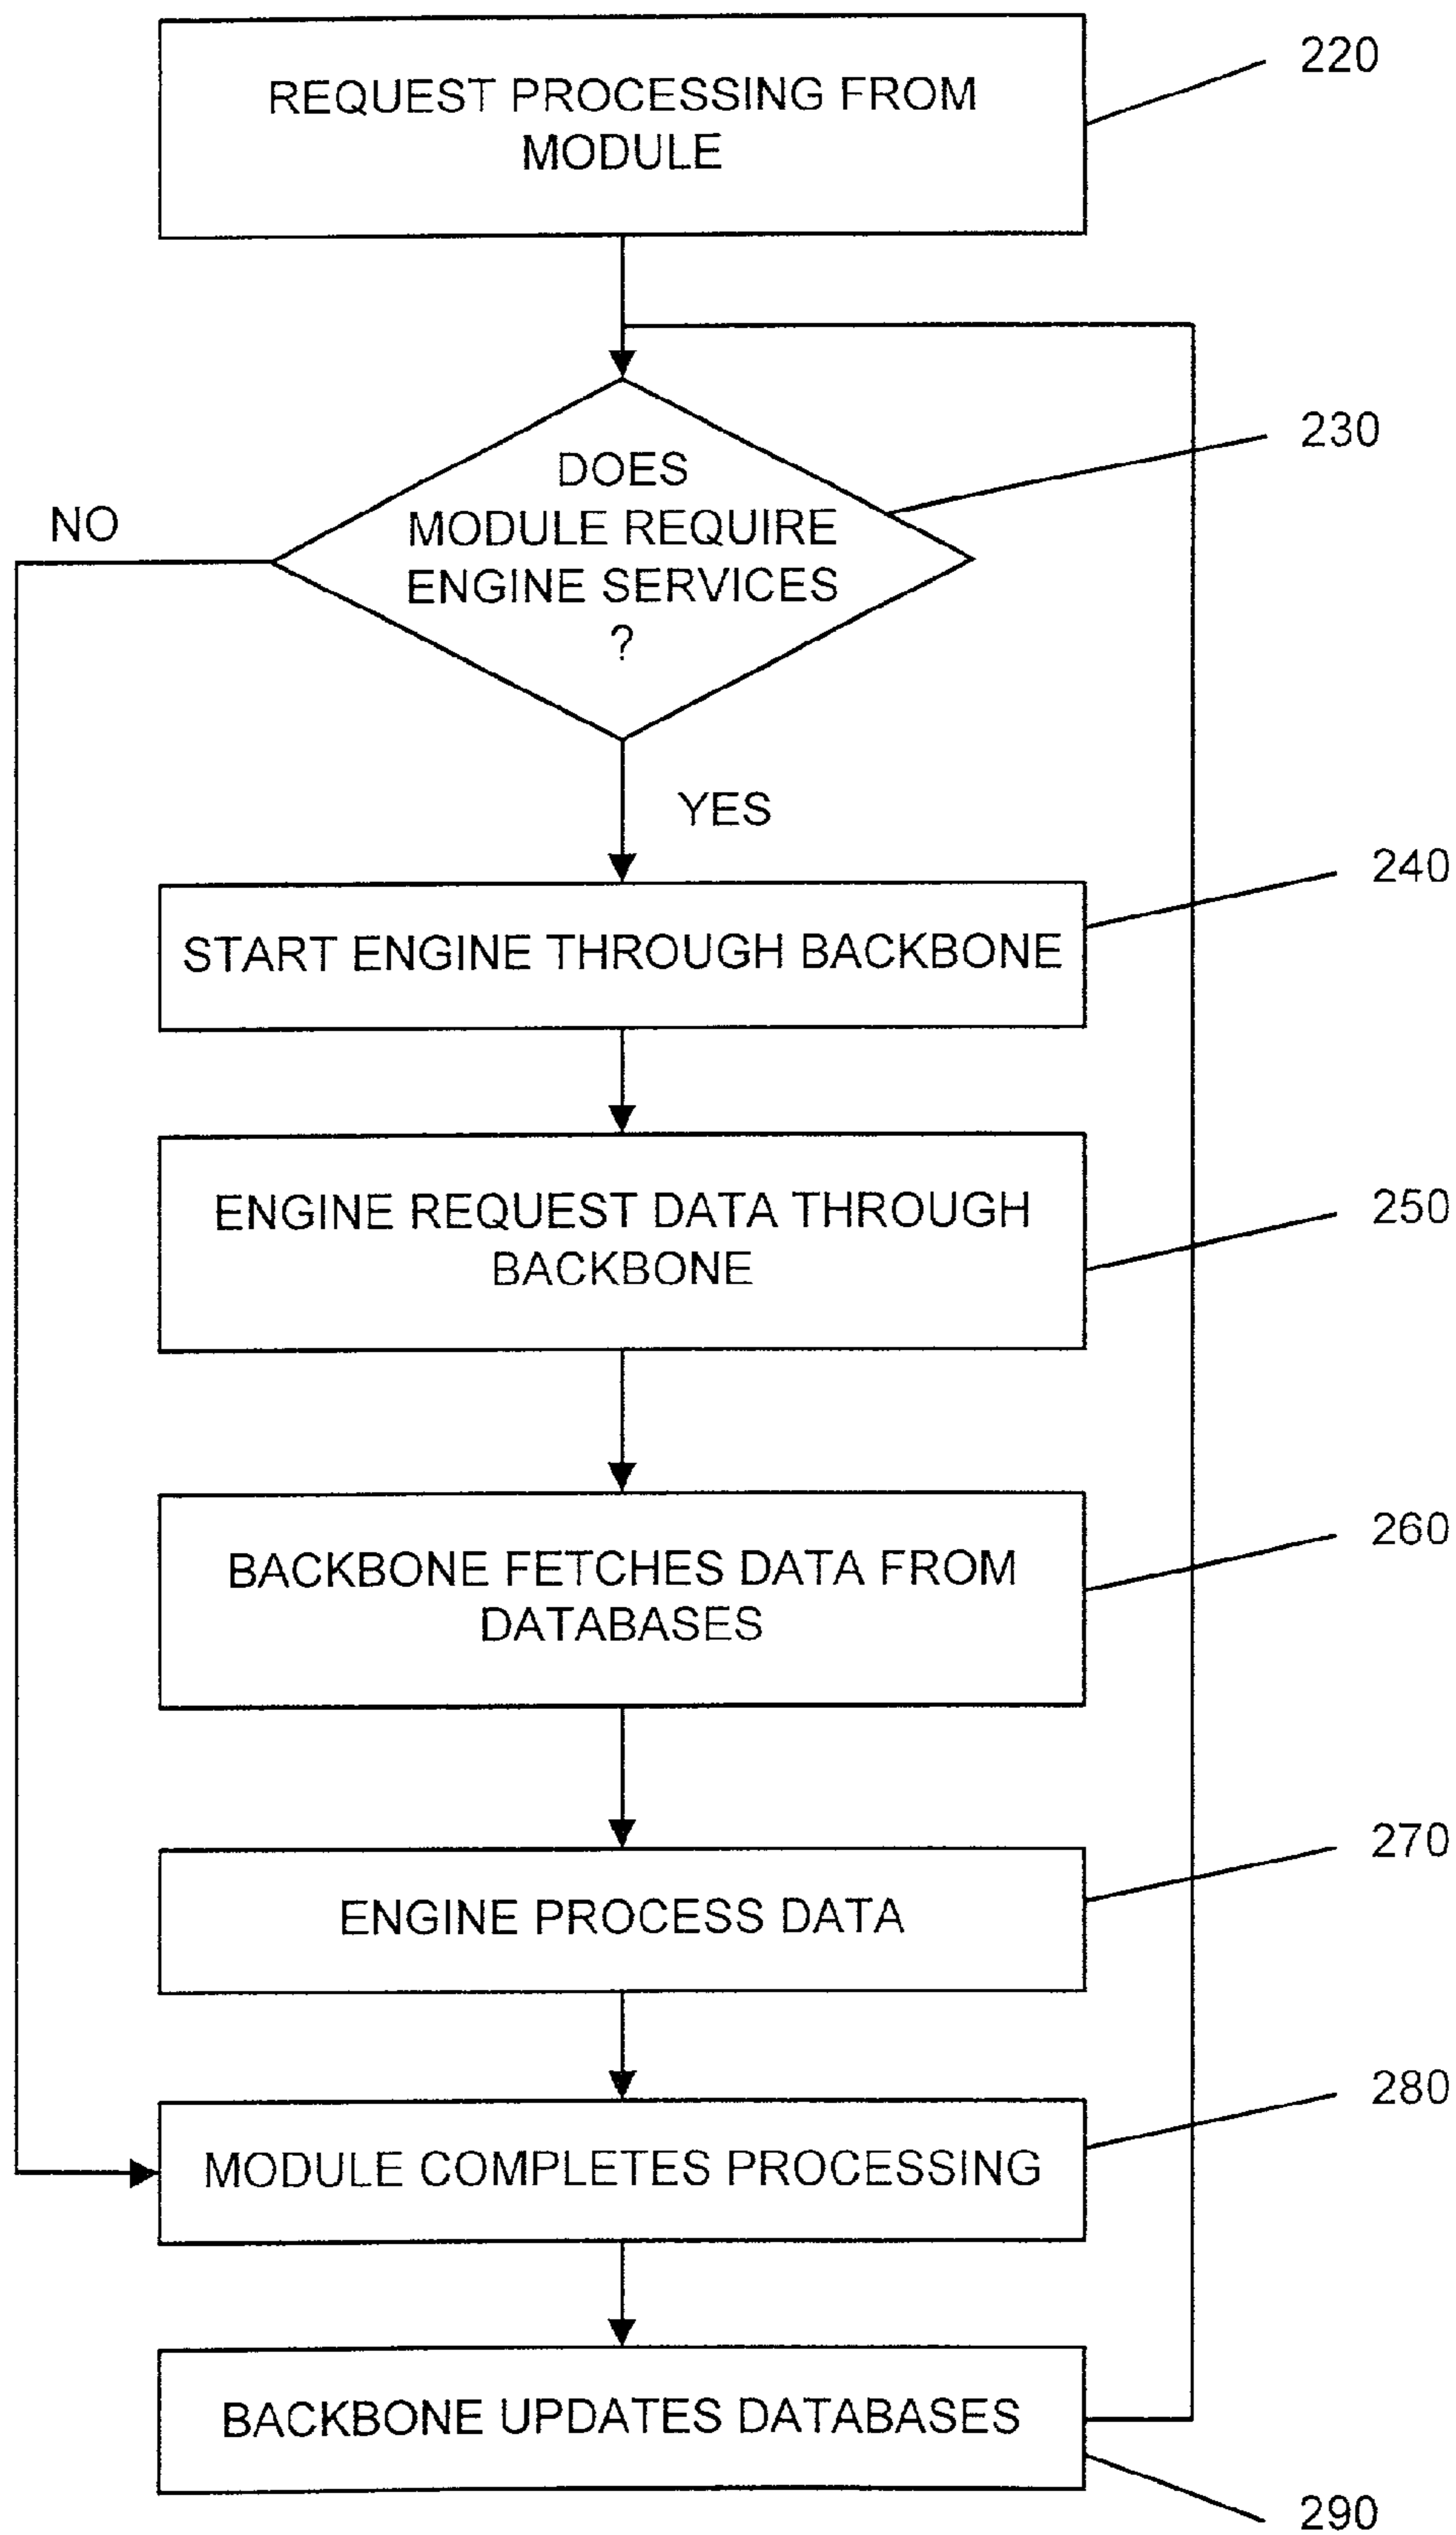 REQUEST PROCESSING FROM
MODULE
220
DOES
MODULE REQUIRE
ENGINE SERVICES
?
230
NO
YES
START ENGINE THROUGH BACKBONE
240
ENGINE REQUEST DATA THROUGH
BACKBONE
250
BACKBONE FETCHES DATA FROM
DATABASES
260
ENGINE PROCESS DATA
270
MODULE COMPLETES PROCESSING
280
BACKBONE UPDATES DATABASES
290